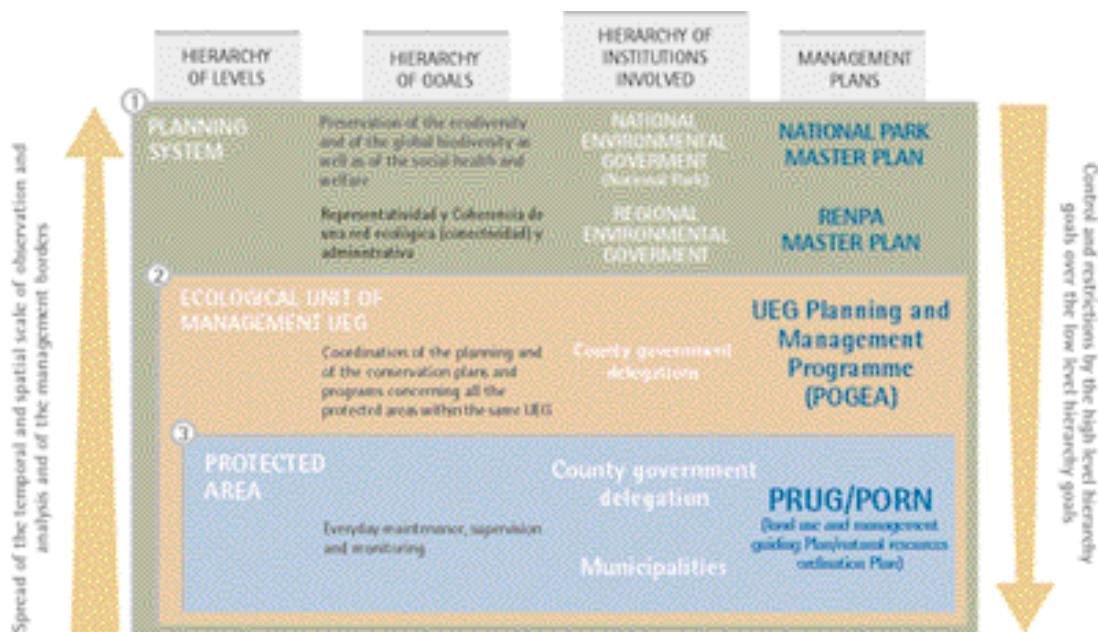 HIERARCHY
OF LEVELS
HIERARCHY
OF GOALS
HIERARCHY OF
INSTITUTIONS
INVOLVED
MANAGEMENT
PLANS
1
PLANNING
SYSTEM
Preservation of the ecodiversity
and of the global biodiversity as
well as of the social health and
welfare
NATIONAL
ENVIRONMENTAL
GOVERMENT
(National Park)
NATIONAL PARK
MASTER PLAN
Representatividad y Coherencia de
una red ecológica (conectividad) y
administrativa
REGIONAL
ENVIRONMENTAL
GOVERMENT
RENPA
MASTER PLAN
2
ECOLOGICAL UNIT OF
MANAGEMENT UEG
Coordination of the planning and
of the conservation plans and
programs concerning all the
protected areas within the same UEG
County government
delegations
UEG Planning and
Management
Programme
(POGEA)
3
PROTECTED
AREA
Everyday maintenance, supervision
and monitoring
County government
delegation
Municipalities
PRUG/PORN
(land use and management
guiding Plan/natural resources
ordination Plan)
Spread of the temporal and spatial scale of observation and
analysis and of the management borders
Control and restrictions by the high level hierarchy
goals over the low level hierarchy goals